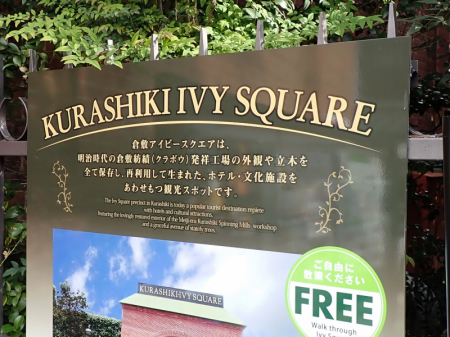 KURASHIKI IVY SQUARE
倉敷アイビースクエアは、
明治時代の倉敷紡績(クラボウ)発祥工場の外観や立木を
全て保存し、再利用して生まれた、ホテル・文化施設を
あわせもつ観光スポットです。
The Ivy Square precinct in Kurashiki is today a popular tourist destination replete
with hotels and cultural attractions,
featuring the lovingly restored exterior of the Meiji-era Kurashiki Spinning Mills workshop
and a graceful avenue of stately trees.
KURASHIKI IVY SQUARE
ご自由に
散策ください
FREE
Walk through
Ivy